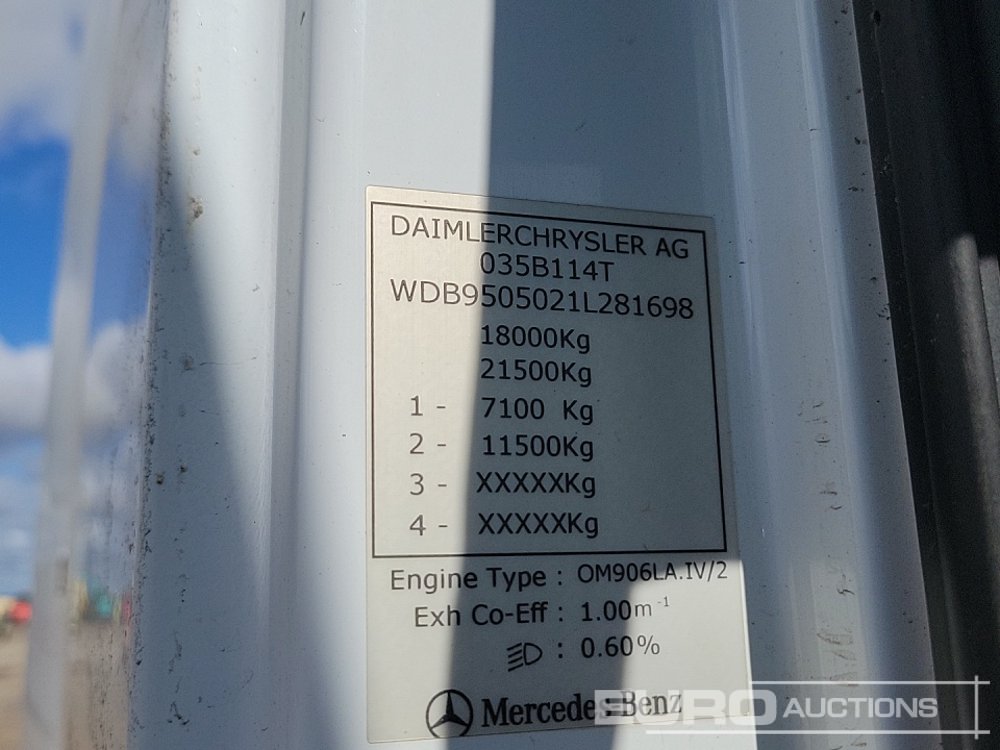 DAIMLERCHRYSLER AG
035B114T
WDB9505021L281698
18000Kg
21500Kg
1 - 7100 Kg
2 - 11500Kg
3 - XXXXXKg
4 - XXXXXKg
Engine Type : OM906LA.IV/2
Exh Co-Eff : 1.00m⁻¹
: 0.60%
Mercedes-Benz
EURO AUCTIONS